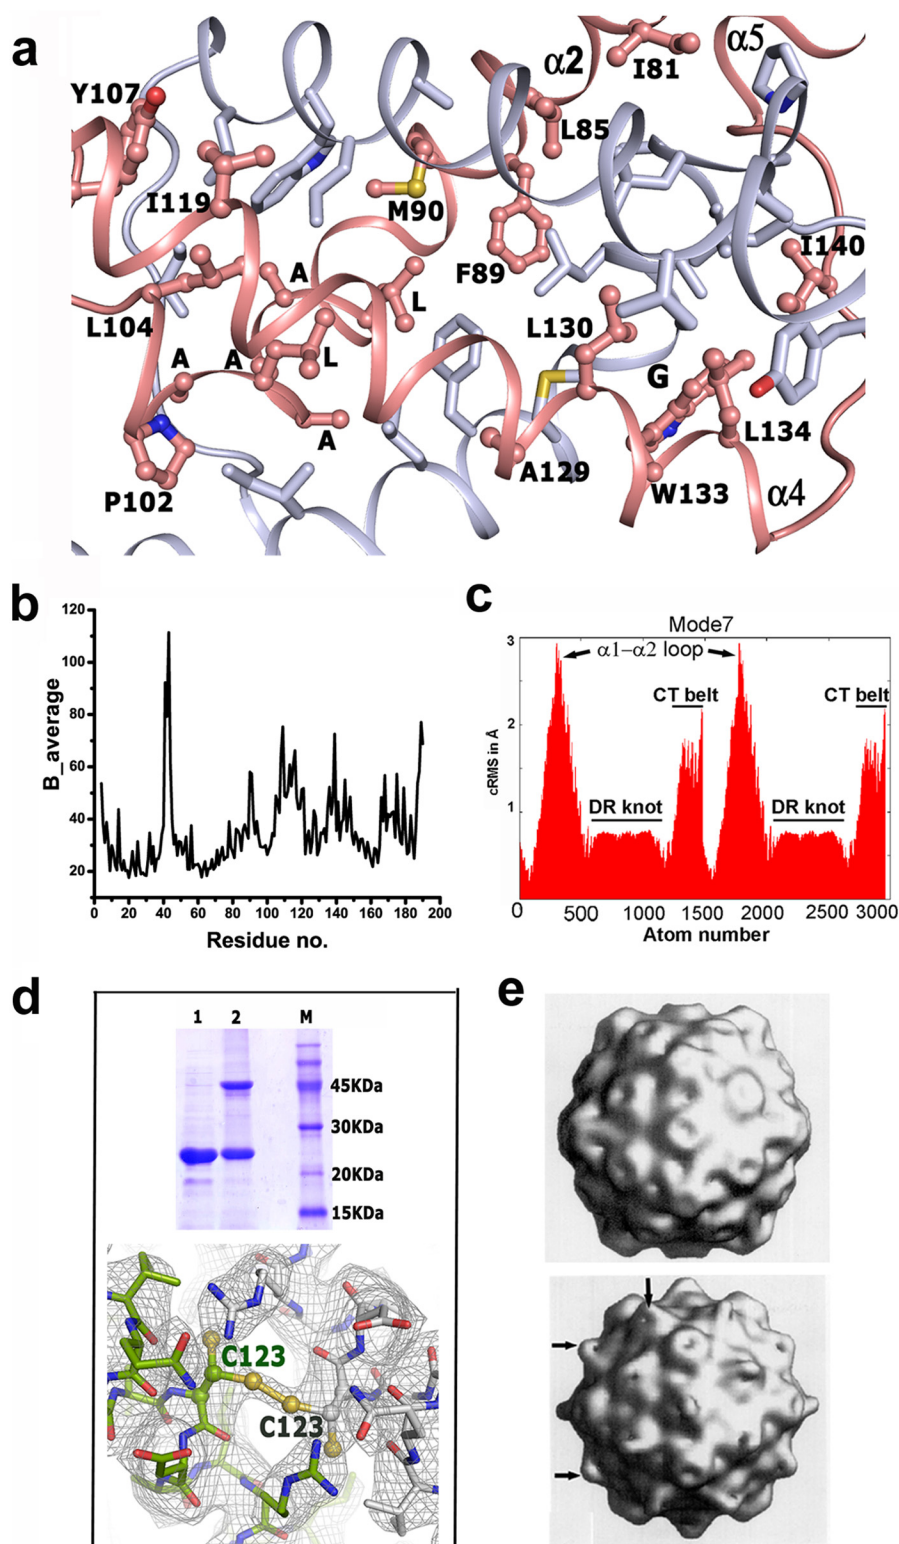 a
α2
I81
α5
Y107
L85
I119
M90
F89
I140
L104
A
L
L130
A
A
L
G
L134
A
A129
P102
W133
α4
b
120
100
80
60
40
20
B_average
0 20 40 60 80 100 120 140 160 180 200
Residue no.
c
Mode7
3
2
1
cRMS in A
α1–α2 loop
CT belt
CT belt
DR knot
DR knot
0 500 1000 1500 2000 2500 3000
Atom number
d
1 2 M
45KDa
30KDa
20KDa
15KDa
C123
C123
e